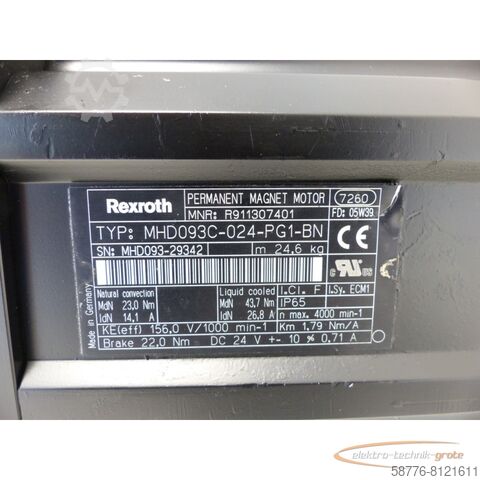 Rexroth
PERMANENT MAGNET MOTOR
7260
MNR: R911307401
FD: 05W39
TYP: MHD093C-024-PG1-BN
SN: MHD093-29342
m 24,6 kg
CE
c UR us
Made in Germany
Natural convection
Liquid cooled
I.Cl. F
I.Sy. ECM1
MdN 23,0 Nm
MdN 43,7 Nm
IP65
IdN 14,1 A
IdN 26,8 A
n max. 4000 min-1
KE(eff) 156,0 V/1000 min-1
Km 1,79 Nm/A
Brake 22,0 Nm
DC 24 V +- 10 % 0,71 A
elektro-technik-grote
58776-8121611